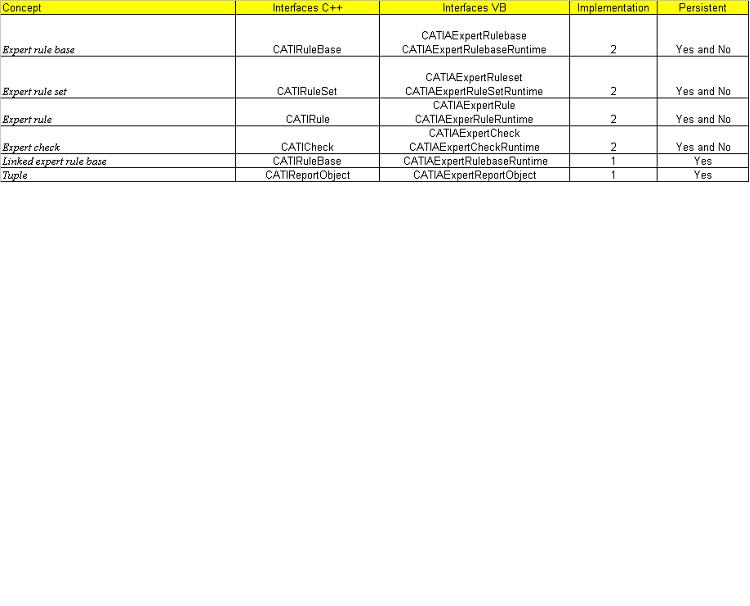 Concept Interfaces C++ Interfaces VB Implementation Persistent
CATIAExpertRulebase
Expert rule base CATIRuleBase CATIAExpertRulebaseRuntime 2 Yes and No
CATIAExpertRuleset
Expert rule set CATIRuleSet CATIAExpertRuleSetRuntime 2 Yes and No
CATIAExpertRule
Expert rule CATIRule CATIAExperRuleRuntime 2 Yes and No
CATIAExpertCheck
Expert check CATICheck CATIAExpertCheckRuntime 2 Yes and No
Linked expert rule base CATIRuleBase CATIAExpertRulebaseRuntime 1 Yes
Tuple CATIReportObject CATIAExpertReportObject 1 Yes